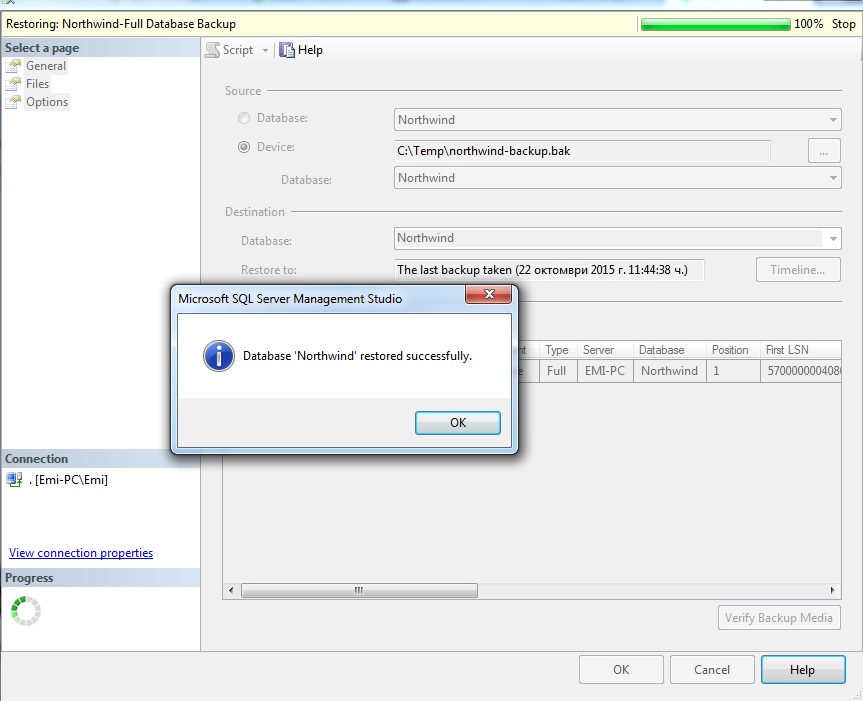 Restoring: Northwind-Full Database Backup 100% Stop
Select a page
General
Files
Options
Script Help
Source
Database: Northwind
Device: C:\Temp\northwind-backup.bak ...
Database: Northwind
Destination
Database: Northwind
Restore to: The last backup taken (22 октомври 2015 г. 11:44:38 ч.) Timeline...
Microsoft SQL Server Management Studio
Database 'Northwind' restored successfully.
OK
Type Server Database Position First LSN
Full EMI-PC Northwind 1
Connection
. [Emi-PC\Emi]
View connection properties
Progress
Verify Backup Media
OK Cancel Help